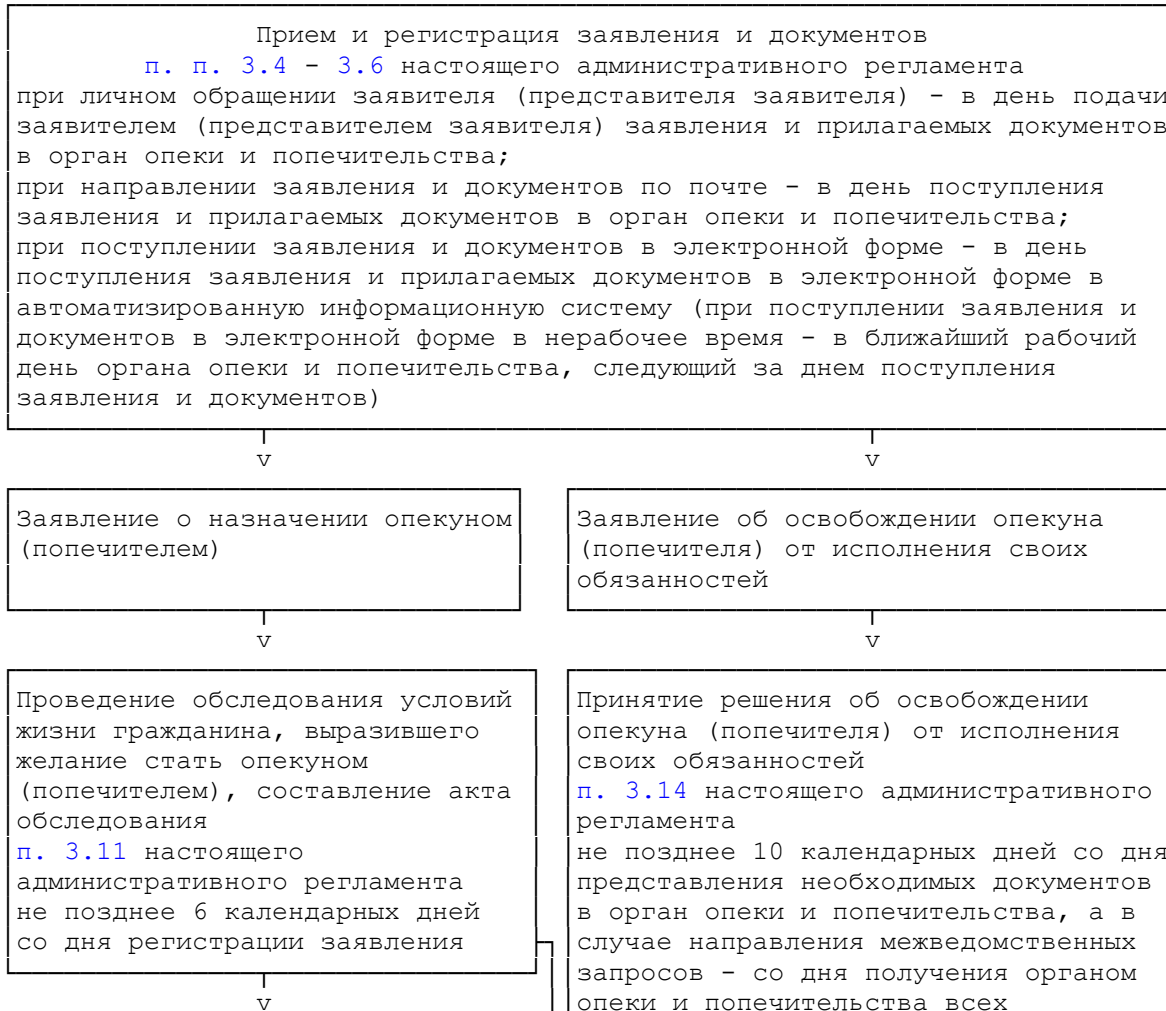 Прием и регистрация заявления и документов
п. п. 3.4 - 3.6 настоящего административного регламента
при личном обращении заявителя (представителя заявителя) - в день подачи
заявителем (представителем заявителя) заявления и прилагаемых документов
в орган опеки и попечительства;
при направлении заявления и документов по почте - в день поступления
заявления и прилагаемых документов в орган опеки и попечительства;
при поступлении заявления и документов в электронной форме - в день
поступления заявления и прилагаемых документов в электронной форме в
автоматизированную информационную систему (при поступлении заявления и
документов в электронной форме в нерабочее время - в ближайший рабочий
день органа опеки и попечительства, следующий за днем поступления
заявления и документов)
v v
Заявление о назначении опекуном
(попечителем)
Заявление об освобождении опекуна
(попечителя) от исполнения своих
обязанностей
v v
Проведение обследования условий
жизни гражданина, выразившего
желание стать опекуном
(попечителем), составление акта
обследования
п. 3.11 настоящего
административного регламента
не позднее 6 календарных дней
со дня регистрации заявления
v
Принятие решения об освобождении
опекуна (попечителя) от исполнения
своих обязанностей
п. 3.14 настоящего административного
регламента
не позднее 10 календарных дней со дня
представления необходимых документов
в орган опеки и попечительства, а в
случае направления межведомственных
запросов - со дня получения органом
опеки и попечительства всех